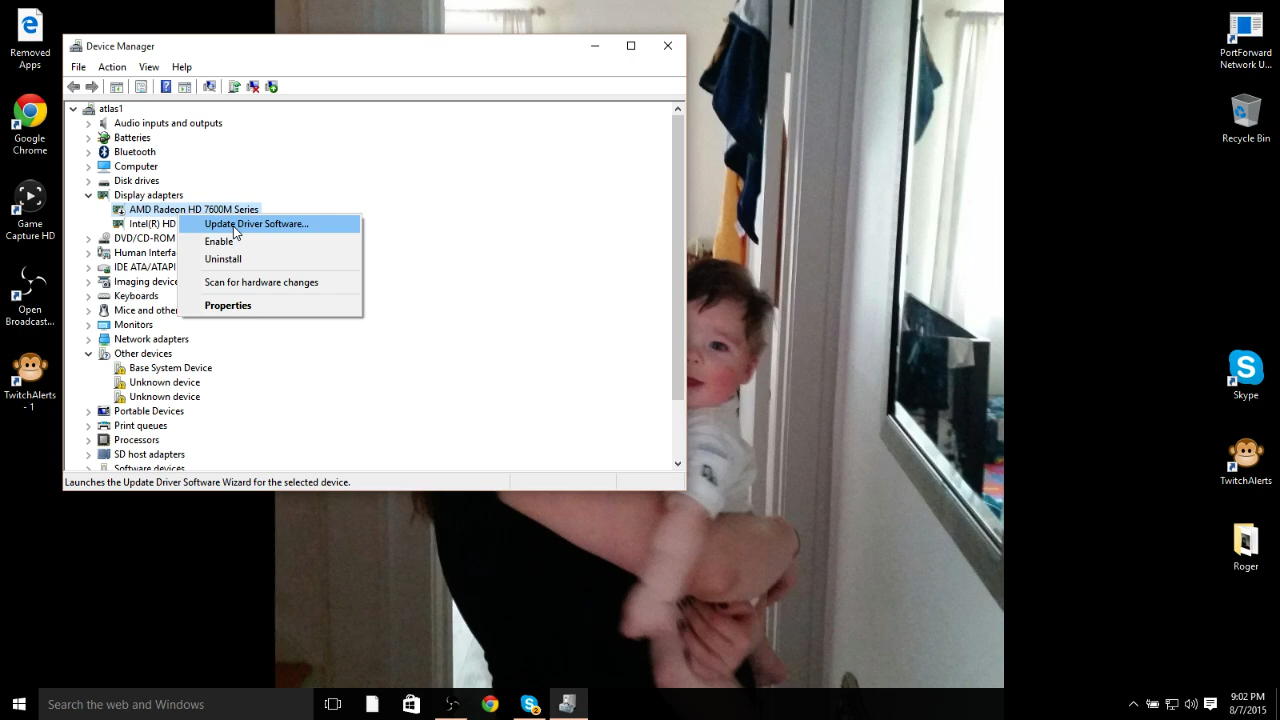 Device Manager
File Action View Help
atlas1
Audio inputs and outputs
Batteries
Bluetooth
Computer
Disk drives
Display adapters
AMD Radeon HD 7600M Series
Intel(R) HD
DVD/CD-ROM
Human Interfa
IDE ATA/ATAPI
Imaging device
Keyboards
Mice and other
Monitors
Network adapters
Other devices
Base System Device
Unknown device
Unknown device
Portable Devices
Print queues
Processors
SD host adapters
Software devices
Update Driver Software...
Enable
Uninstall
Scan for hardware changes
Properties
Launches the Update Driver Software Wizard for the selected device.
Removed
Apps
Google
Chrome
Game
Capture HD
Open
Broadcast...
TwitchAlerts
- 1
PortForward
Network U...
Recycle Bin
Skype
TwitchAlerts
Roger
Search the web and Windows
2
9:02 PM
8/7/2015